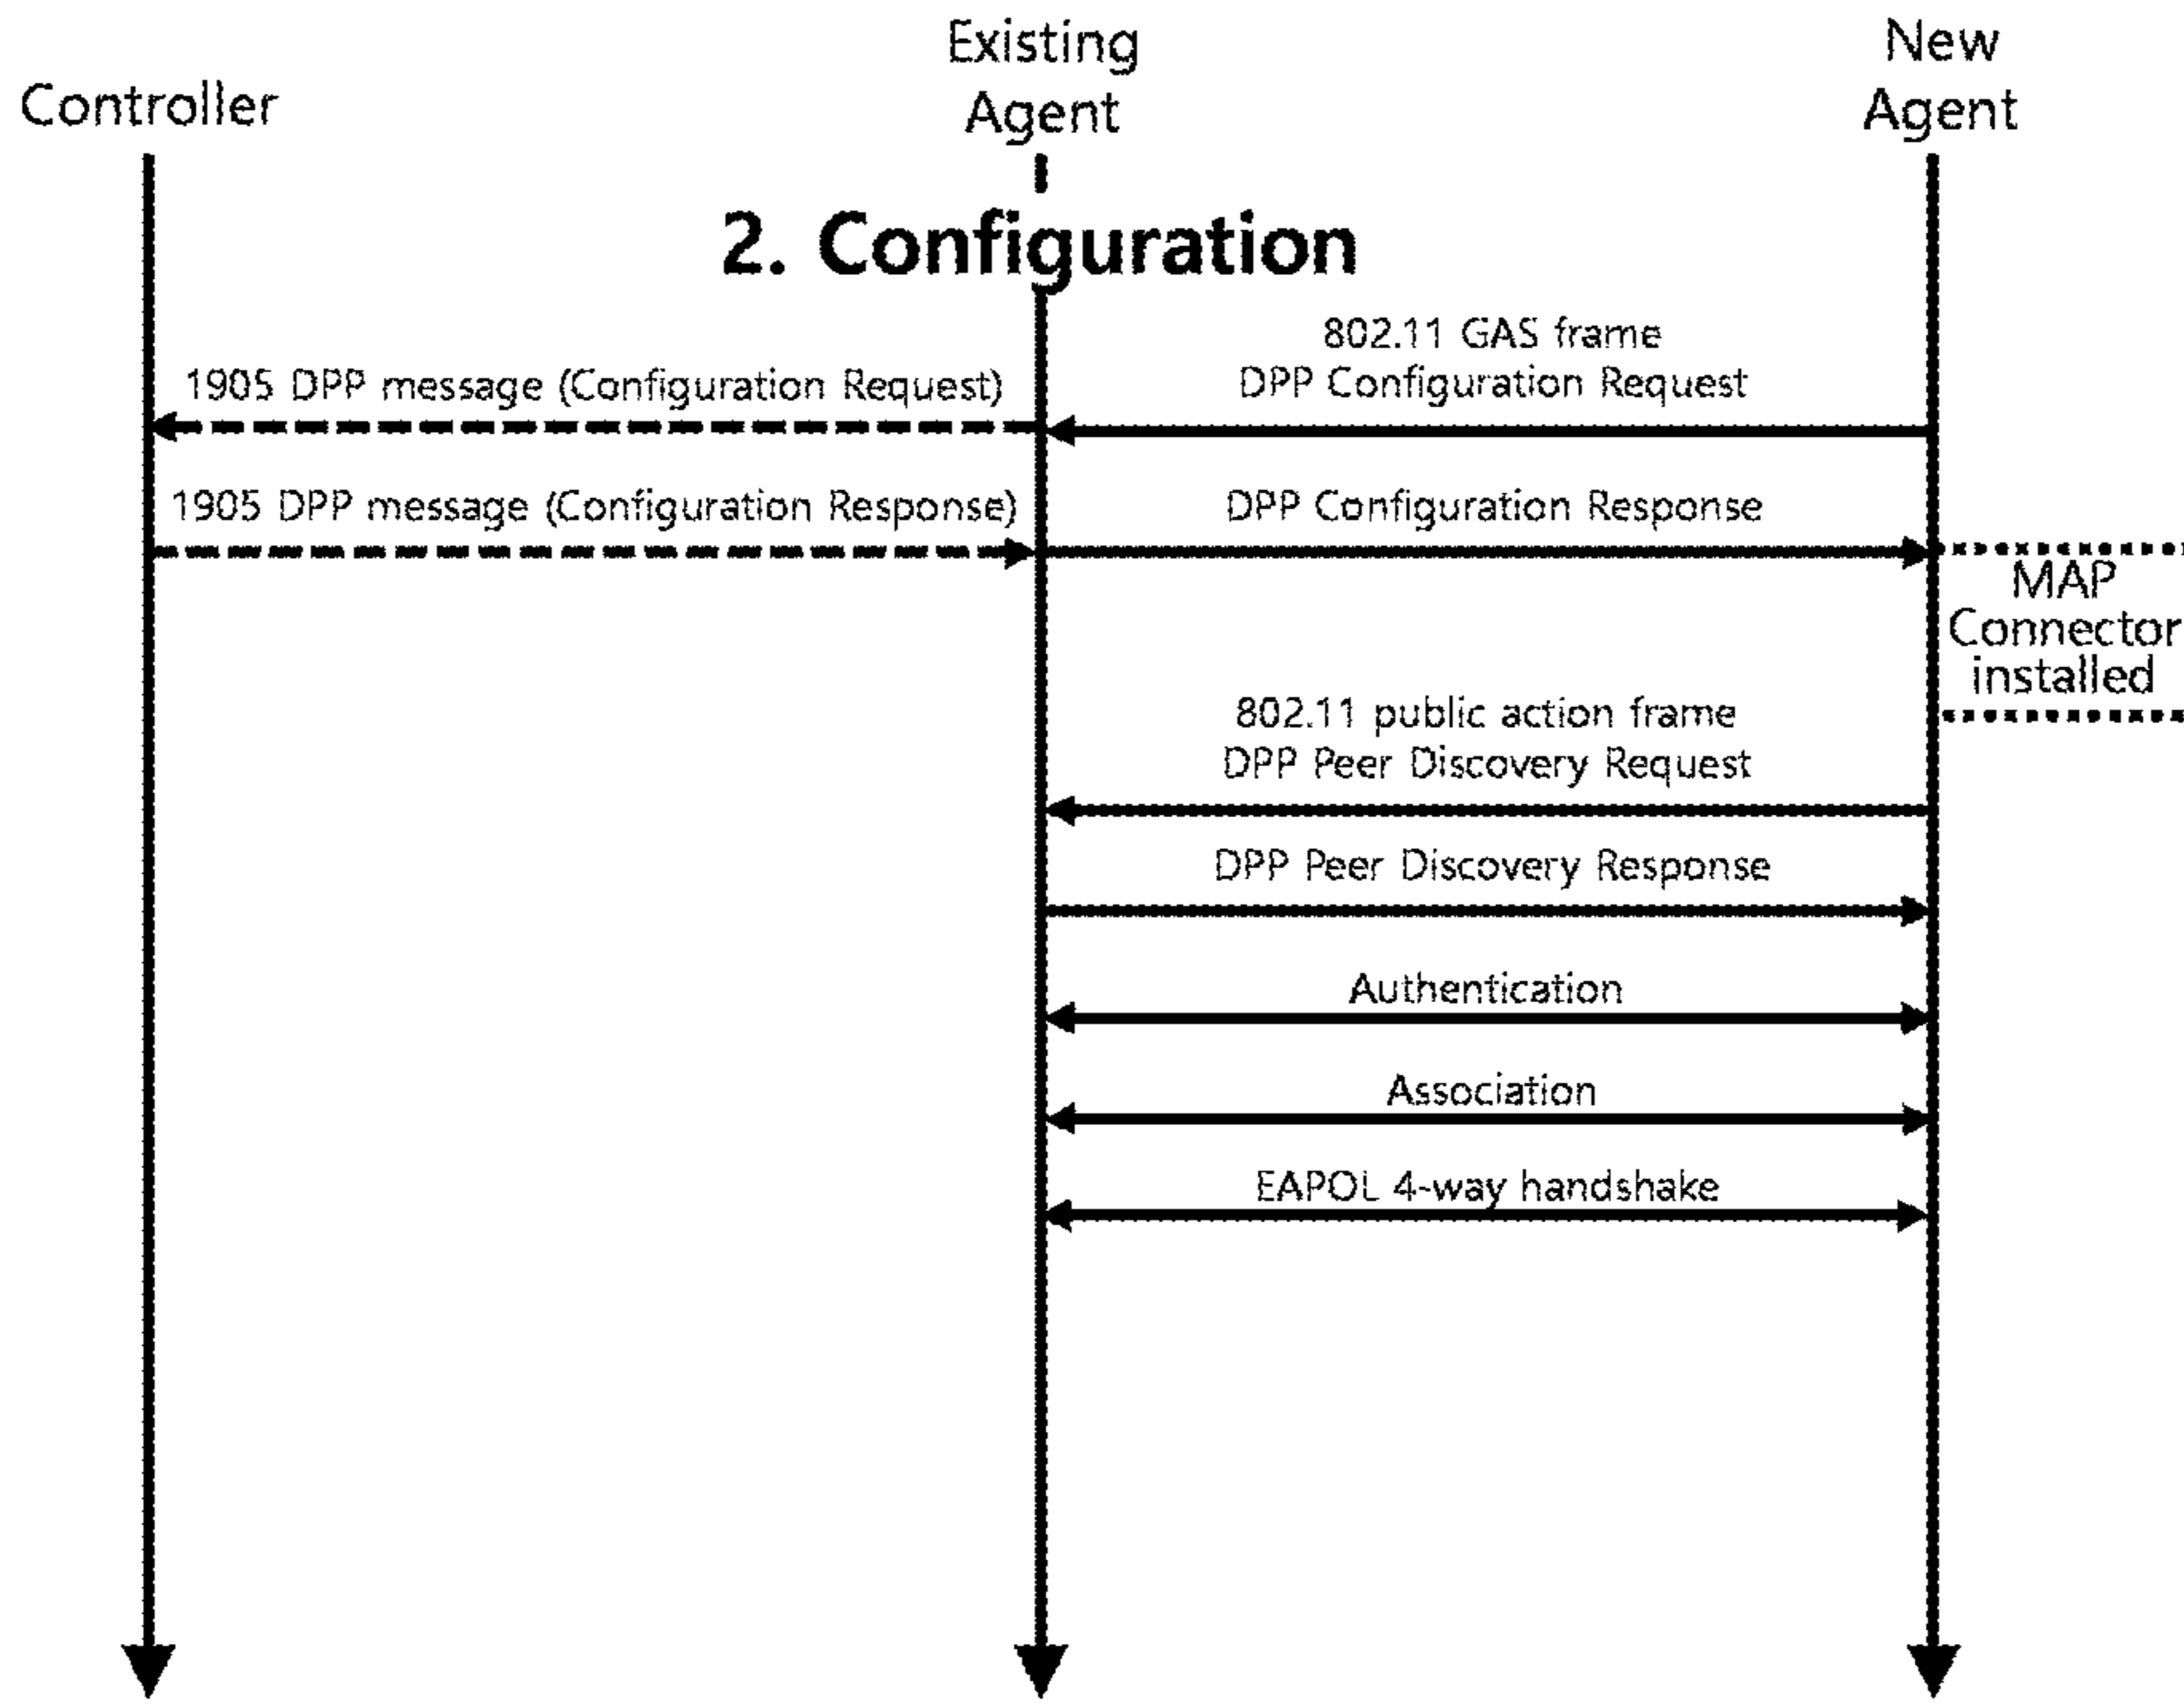 Controller
Existing
Agent
New
Agent
2. Configuration
802.11 GAS frame
1905 DPP message (Configuration Request)
DPP Configuration Request
1905 DPP message (Configuration Response)
DPP Configuration Response
MAP
Connector
installed
802.11 public action frame
DPP Peer Discovery Request
DPP Peer Discovery Response
Authentication
Association
EAPOL 4-way handshake